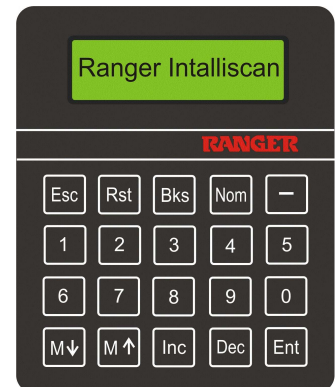 Ranger Intalliscan
RANGER
Esc Rst Bks Nom −
1 2 3 4 5
6 7 8 9 0
M↓ M↑ Inc Dec Ent